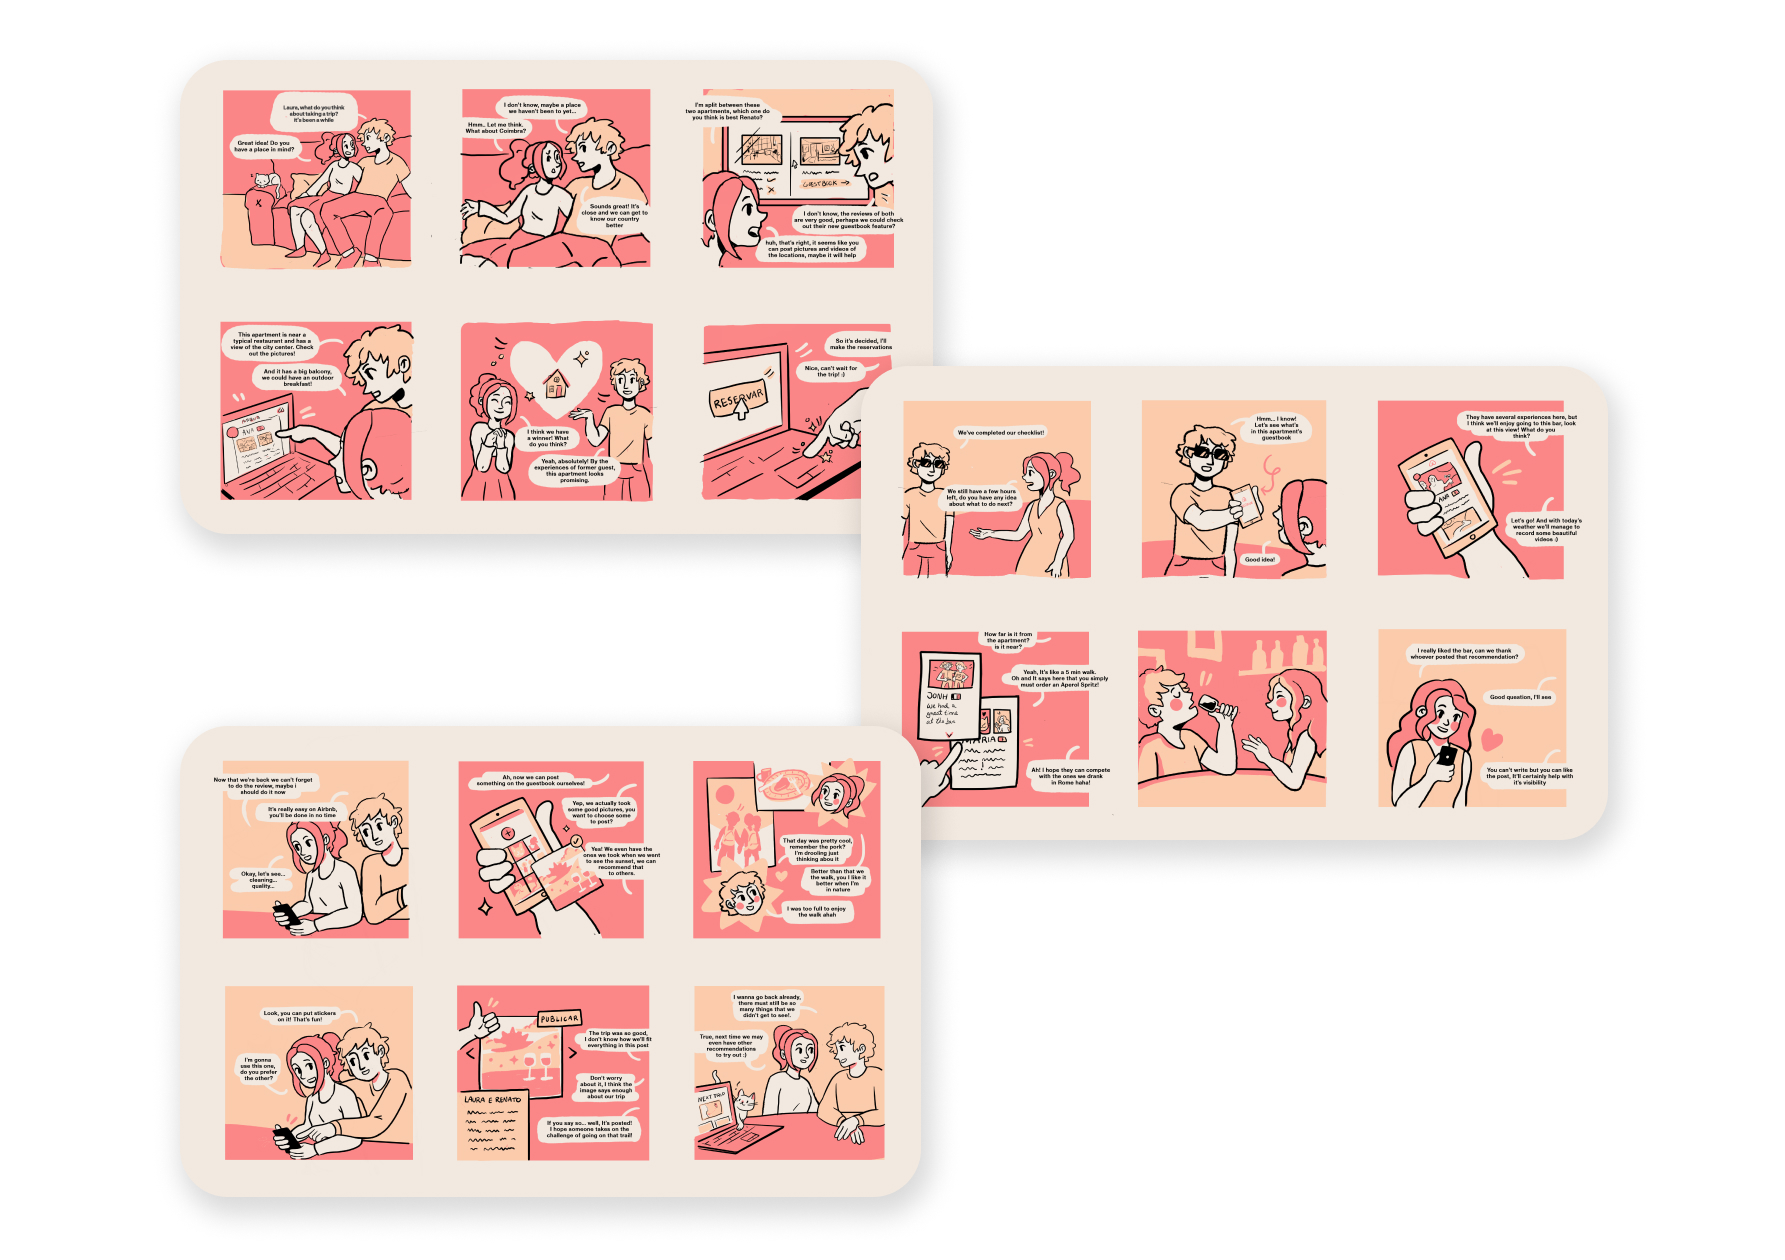 Laura, what do you think
about taking a trip?
it's been a while
Great idea! Do you
have a place in mind?
I don't know, maybe a place
we haven't been to yet...
Hmm.. Let me think.
What about Coimbra?
Sounds great! It's
close and we can get to
know our country
better
I'm split between these
two apartments, which one do
you think is best Renato?
GUESTBOOK →
I don't know, the reviews of both
are very good, perhaps we could check
out their new guestbook feature?
huh, that's right, it seems like you
can post pictures and videos of
the locations, maybe it will help
This apartment is near a
typical restaurant and has a
view of the city center. Check
out the pictures!
And it has a big balcony,
we could have an outdoor
breakfast!
ANA
I think we have
a winner! What
do you think?
Yeah, absolutely! By the
experiences of former guest,
this apartment looks
promising.
So it's decided, I'll
make the reservations
Nice, can't wait for
the trip! :)
RESERVAR
We've completed our checklist!
We still have a few hours
left, do you have any idea
about what to do next?
Hmm... I know!
Let's see what's
in this apartment's
guestbook
Good idea!
They have several experiences here, but
I think we'll enjoy going to this bar, look
at this view! What do you
think?
ANA
Let's go! And with today's
weather we'll manage to
record some beautiful
videos :)
How far is it from
the apartment?
is it near?
Yeah, It's like a 5 min walk.
Oh and It says here that you simply
must order an Aperol Spritz!
JONH
We had a
great time
at the bar
MARIA
Ah! I hope they can compete
with the ones we drank
in Rome haha!
I really liked the bar, can we thank
whoever posted that recommendation?
Good question, I'll see
You can't write but you can like
the post, It'll certainly help with
it's visibility
Now that we're back we can't forget
to do the review, maybe i
should do it now
It's really easy on Airbnb,
you'll be done in no time
Okay, let's see...
cleaning...
quality...
Ah, now we can post
something on the guestbook ourselves!
Yep, we actually took
some good pictures, you
want to choose some
to post?
Yea! We even have the
ones we took when we went
to see the sunset, we can
recommend that
to others.
That day was pretty cool,
remember the pork?
I'm drooling just
thinking abou it
Better than that we
the walk, you I like it
better when I'm
in nature
I was too full to enjoy
the walk ahah
Look, you can put stickers
on it! That's fun!
I'm gonna
use this one,
do you prefer
the other?
PUBLICAR
The trip was so good,
I don't know how we'll fit
everything in this post
Don't worry
about it, I think the
image says enough
about our trip
LAURA E RENATO
If you say so... well, It's posted!
I hope someone takes on the
challenge of going on that trail!
I wanna go back already,
there must still be so
many things that we
didn't get to see!.
True, next time we may
even have other
recommendations
to try out :)
NEXT TRIP